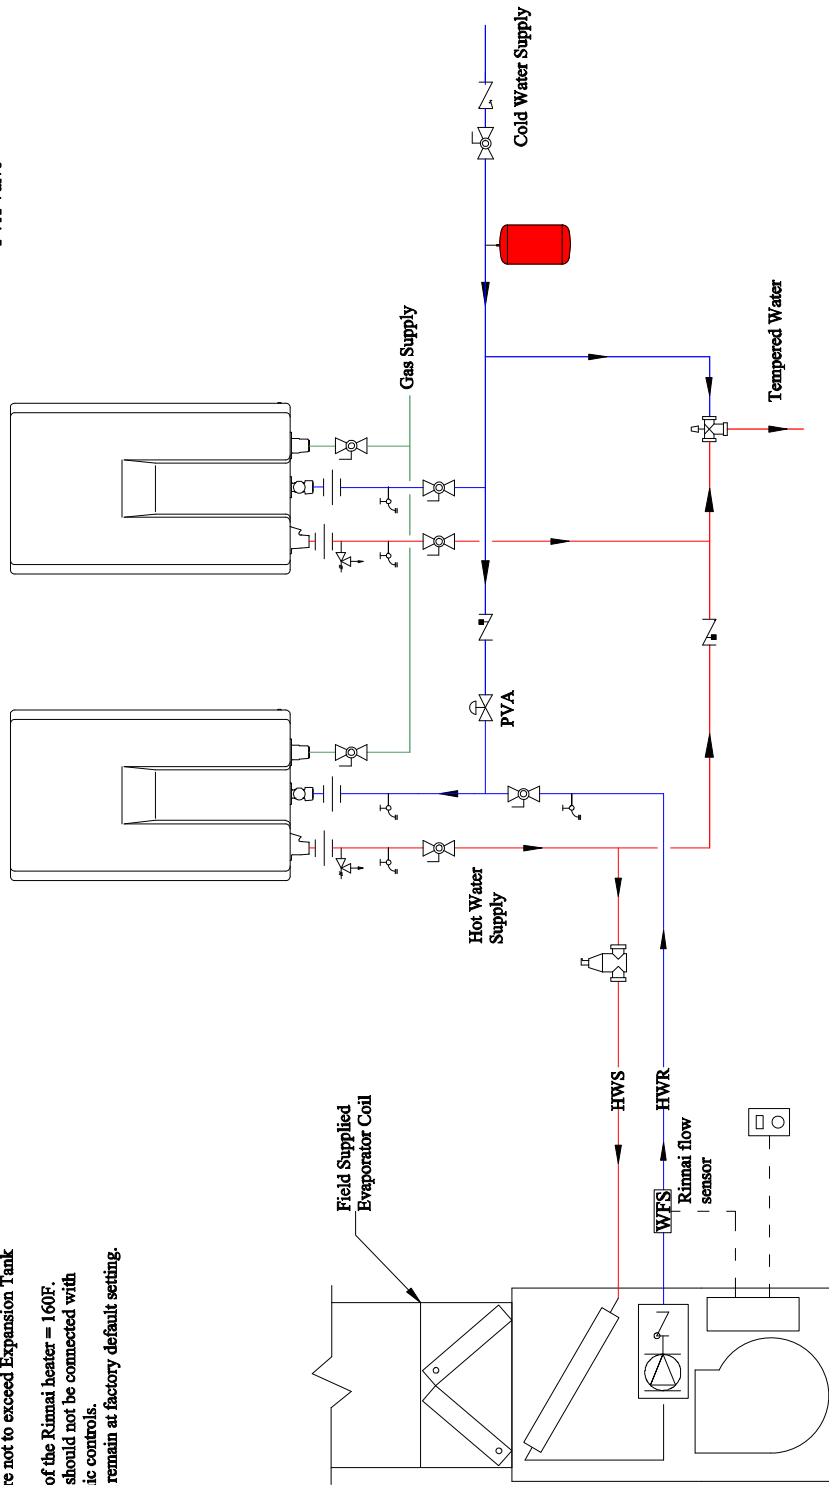 Cold Water Supply
Gas Supply
Tempered Water
PVA
Hot Water
Supply
HWS
HWR
Field Supplied
Evaporator Coil
WFS
Rinnai flow
sensor
not to exceed Expansion Tank
of the Rinnai heater = 160F.
should not be connected with
controls.
remain at factory default setting.